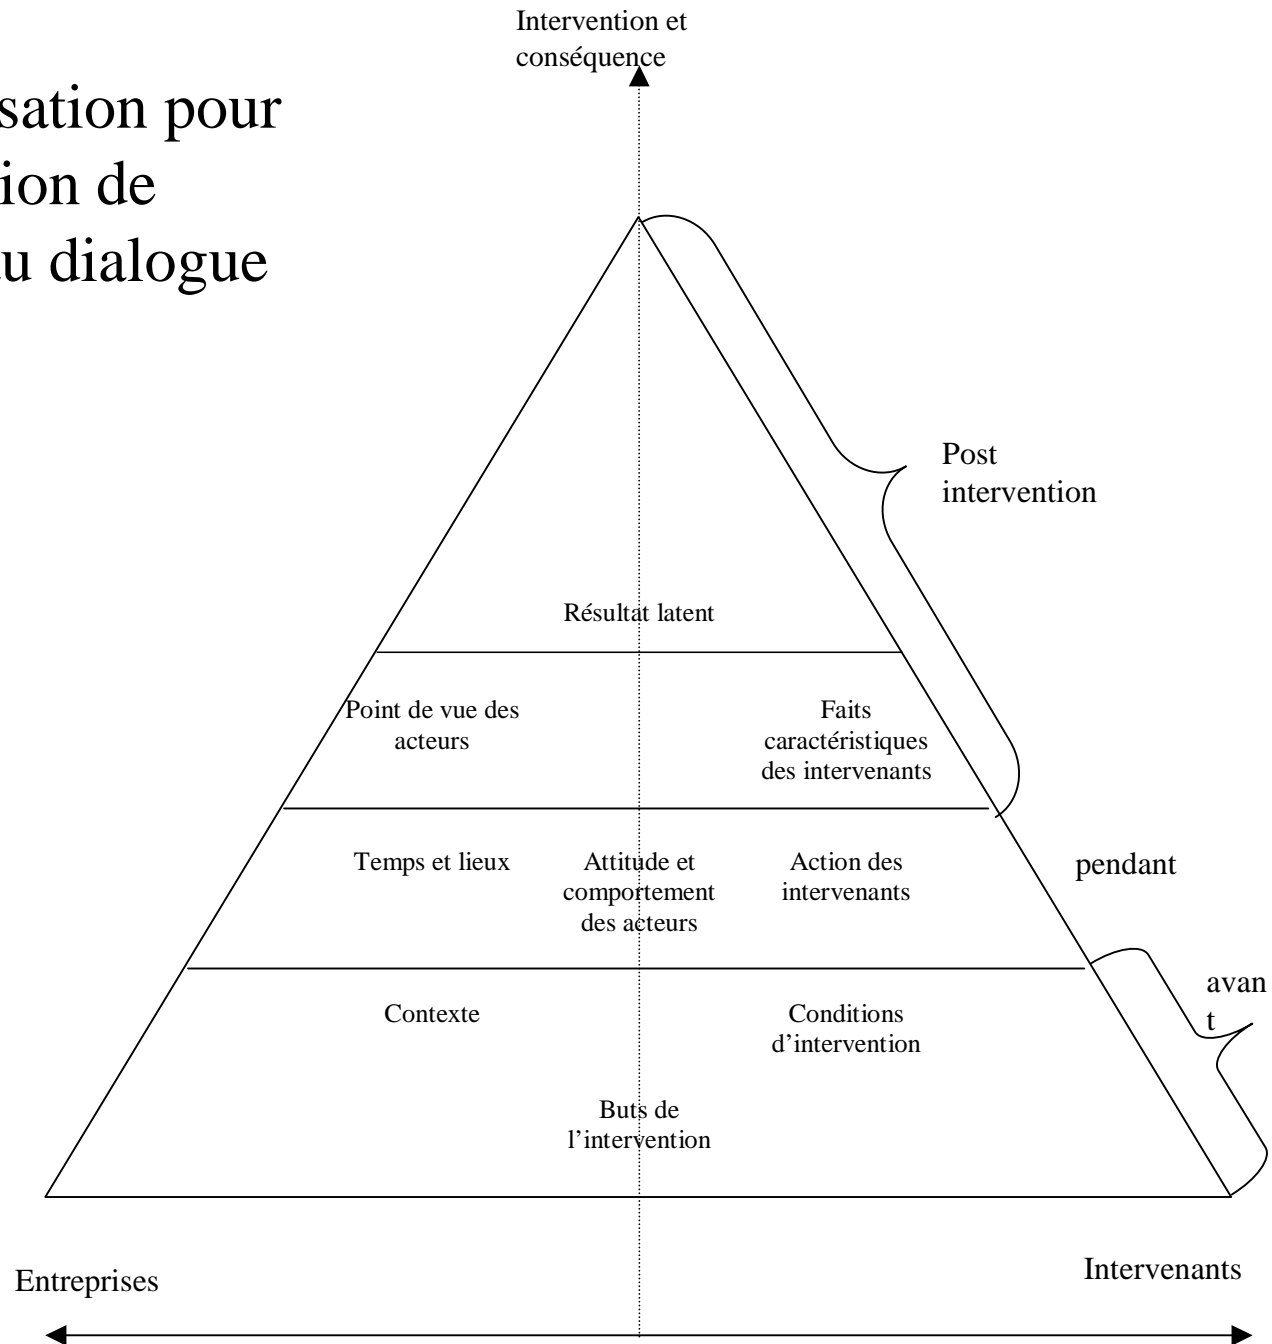 Intervention et
conséquence
sation pour
ion de
u dialogue
Post
intervention
Résultat latent
Point de vue des
acteurs
Faits
caractéristiques
des intervenants
Temps et lieux
Attitude et
comportement
des acteurs
Action des
intervenants
pendant
avan
t
Contexte
Conditions
d’intervention
Buts de
l’intervention
Entreprises
Intervenants